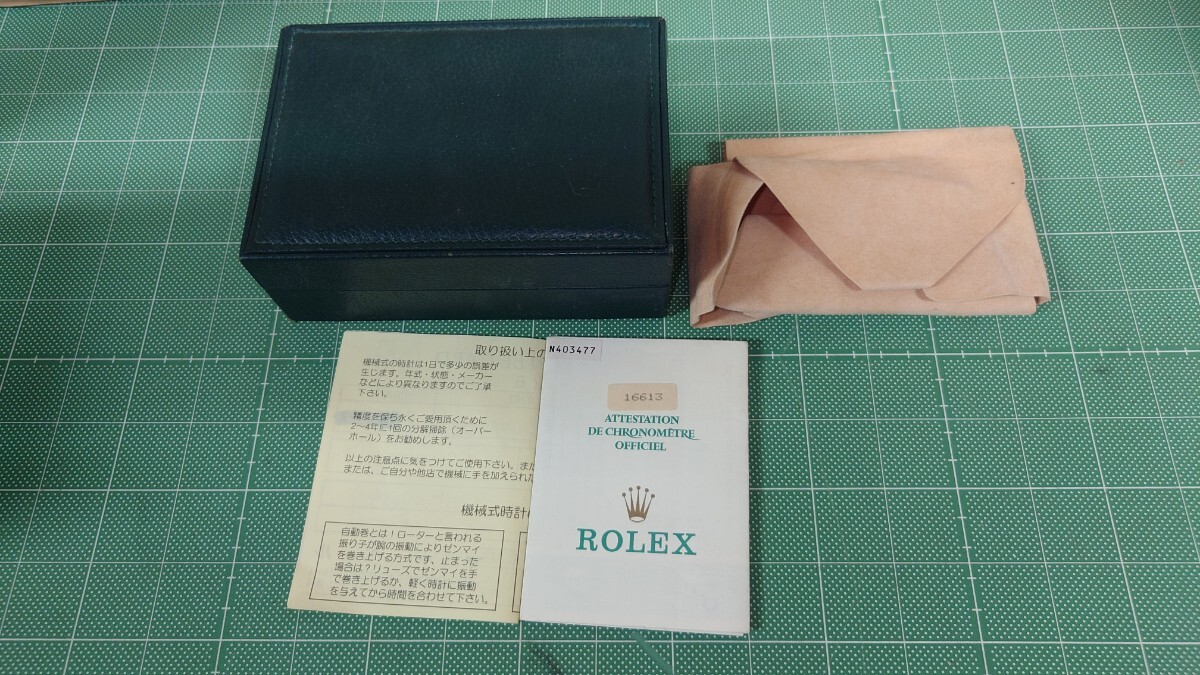 取り扱い上の
機械式の時計は1日で多少の誤差が
生じます。年式・状態・メーカー
などにより異なりますのでご了承
下さい。
精度を保ち永くご愛用頂くために
2〜4年に1回の分解掃除（オーバー
ホール）をお勧めします。
以上の注意点に気をつけてご使用下さい。また
または、ご自分や他店で機械に手を加えられた
機械式時計
自動巻とは！ローターと言われる
振り子が腕の振動によりゼンマイ
を巻き上げる方式です、止まった
場合は？リューズでゼンマイを手
で巻き上げるか、軽く時計に振動
を与えてから時間を合わせて下さい。
N403477
16613
ATTESTATION
DE CHRONOMÈTRE
OFFICIEL
ROLEX